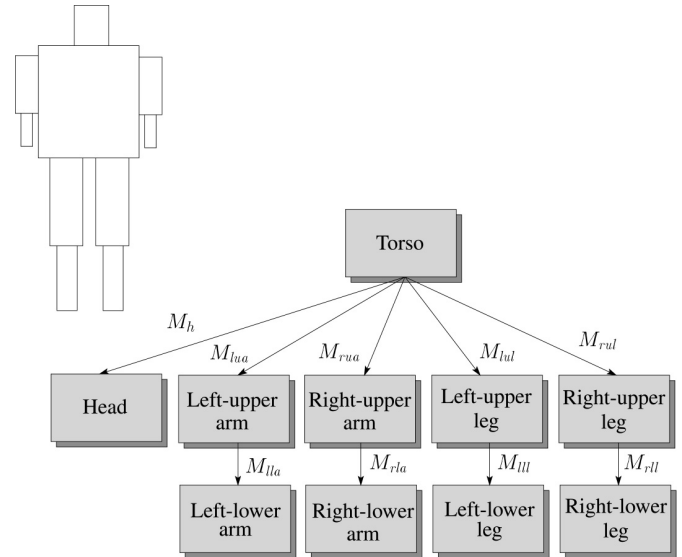 Torso
M_h
M_lua
M_rua
M_lul
M_rul
Head
Left-upper
arm
Right-upper
arm
Left-upper
leg
Right-upper
leg
M_lla
M_rla
M_lll
M_rll
Left-lower
arm
Right-lower
arm
Left-lower
leg
Right-lower
leg